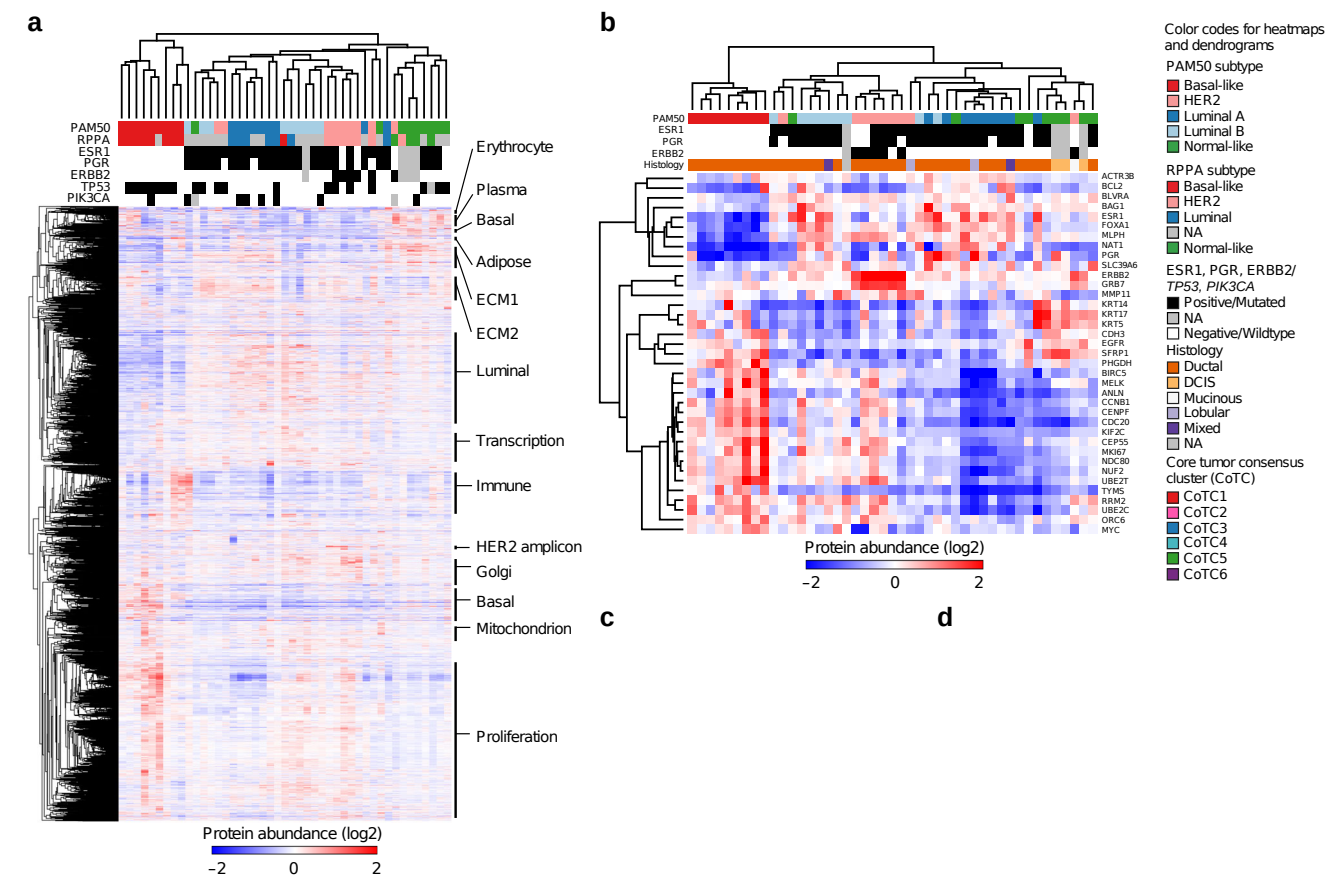 a
PAM50
RPPA
ESR1
PGR
ERBB2
TP53
PIK3CA
Erythrocyte
Plasma
Basal
Adipose
ECM1
ECM2
Luminal
Transcription
Immune
HER2 amplicon
Golgi
Basal
Mitochondrion
Proliferation
Protein abundance (log2)
−2 0 2
b
PAM50
ESR1
PGR
ERBB2
Histology
ACTR3B
BCL2
BLVRA
BAG1
ESR1
FOXA1
MLPH
NAT1
PGR
SLC39A6
ERBB2
GRB7
MMP11
KRT14
KRT17
KRT5
CDH3
EGFR
SFRP1
PHGDH
BIRC5
MELK
ANLN
CCNB1
CENPF
CDC20
KIF2C
CEP55
MKI67
NDC80
NUF2
UBE2T
TYMS
RRM2
UBE2C
ORC6
MYC
Protein abundance (log2)
−2 0 2
c
d
Color codes for heatmaps
and dendrograms
PAM50 subtype
Basal-like
HER2
Luminal A
Luminal B
Normal-like
RPPA subtype
Basal-like
HER2
Luminal
NA
Normal-like
ESR1, PGR, ERBB2/
TP53, PIK3CA
Positive/Mutated
NA
Negative/Wildtype
Histology
Ductal
DCIS
Mucinous
Lobular
Mixed
NA
Core tumor consensus
cluster (CoTC)
CoTC1
CoTC2
CoTC3
CoTC4
CoTC5
CoTC6